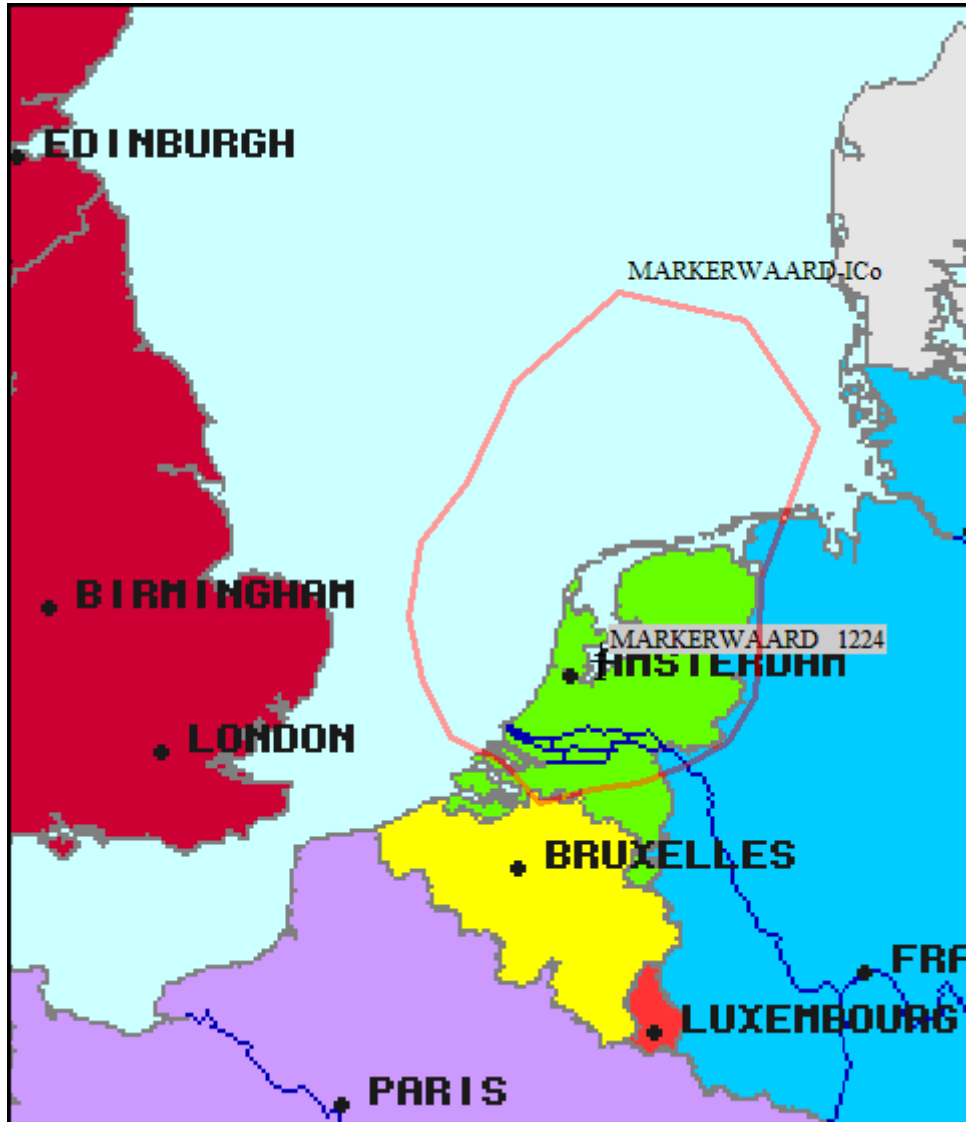 EDINBURGH
MARKERWAARD-ICo
BIRMINGHAM
MARKERWAARD 1224
AMSTERDAM
LONDON
BRUXELLES
FRA
LUXEMBOURG
PARIS